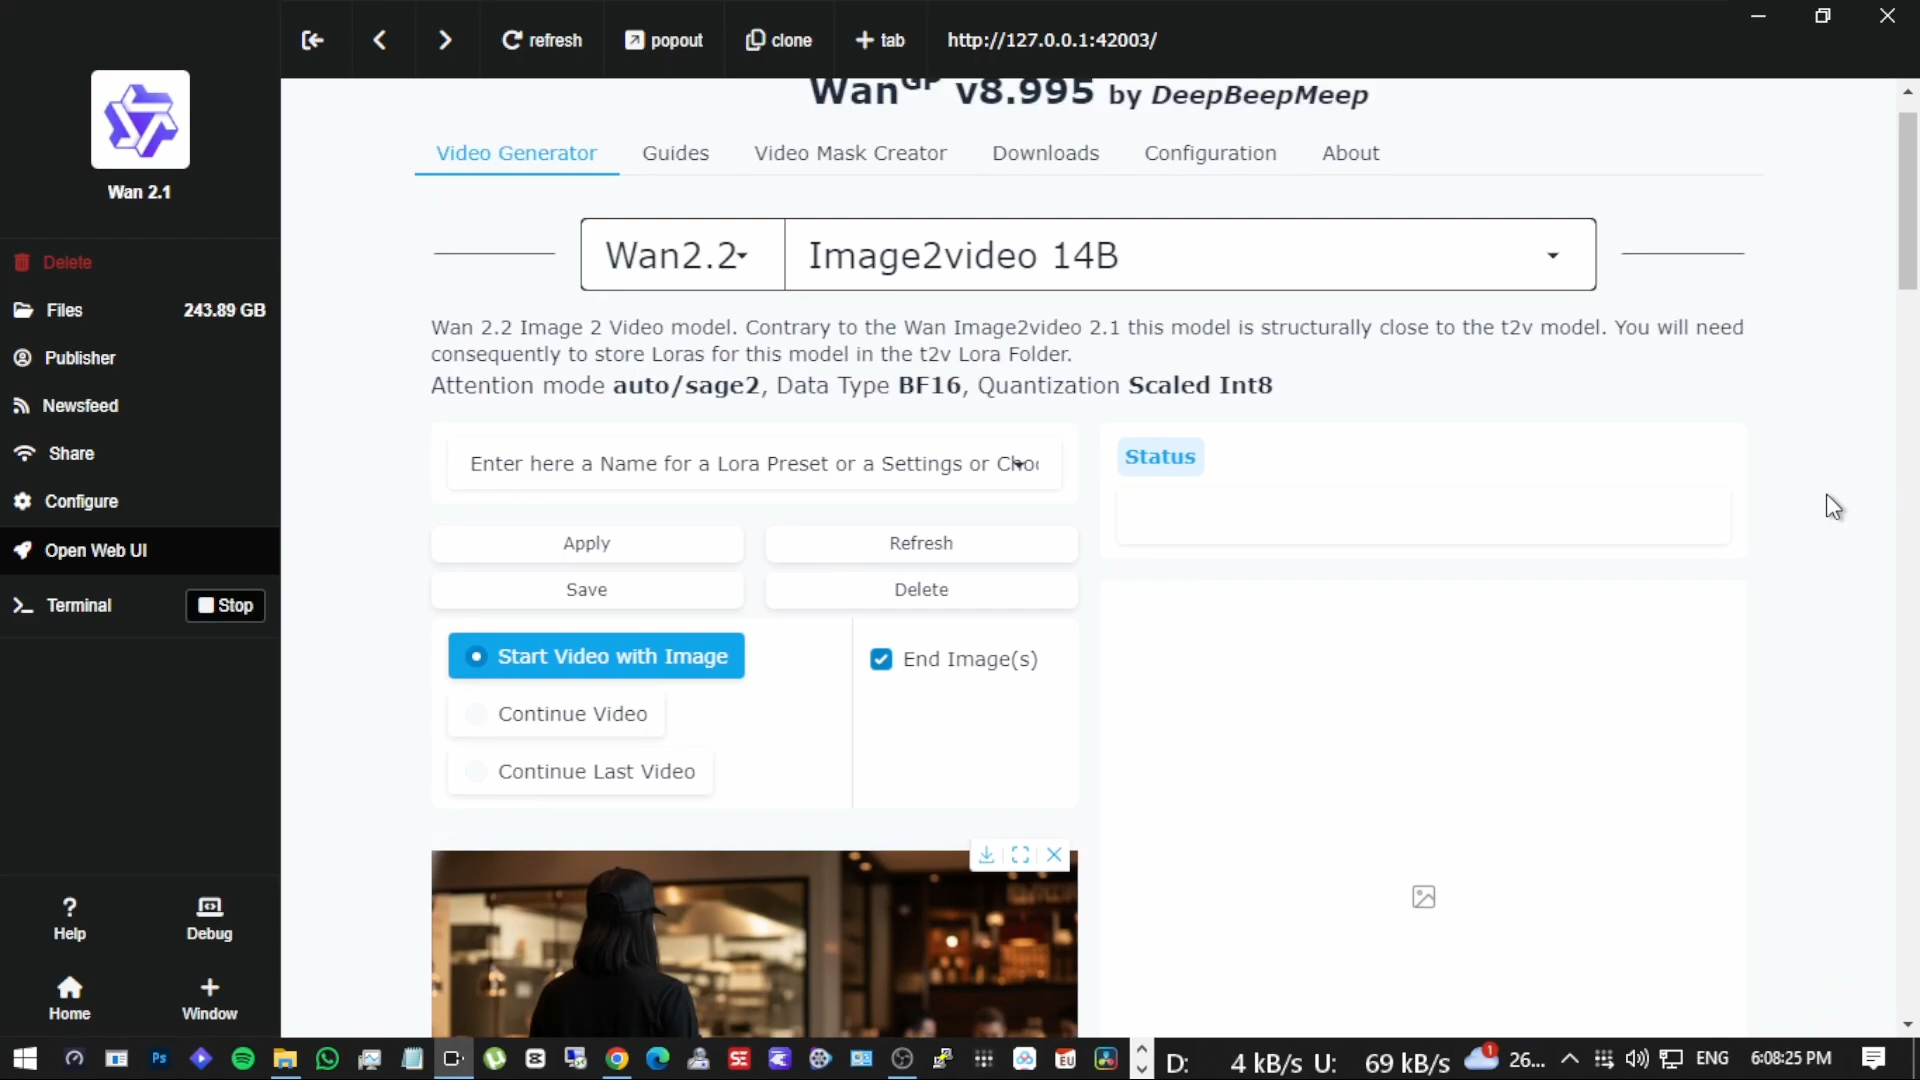 refresh
popout
clone
tab
http://127.0.0.1:42003/
Wan 2.1
Delete
Files 243.89 GB
Publisher
Newsfeed
Share
Configure
Open Web UI
Terminal Stop
Help Debug
Home Window
WanGP v8.995 by DeepBeepMeep
Video Generator Guides Video Mask Creator Downloads Configuration About
Wan2.2 Image2video 14B
Wan 2.2 Image 2 Video model. Contrary to the Wan Image2video 2.1 this model is structurally close to the t2v model. You will need
consequently to store Loras for this model in the t2v Lora Folder.
Attention mode auto/sage2, Data Type BF16, Quantization Scaled Int8
Enter here a Name for a Lora Preset or a Settings or
Apply Refresh
Save Delete
Start Video with Image
Continue Video
Continue Last Video
End Image(s)
Status
Ps
SE
EU
D: 4 kB/s U: 69 kB/s
1
26...
ENG
6:08:25 PM